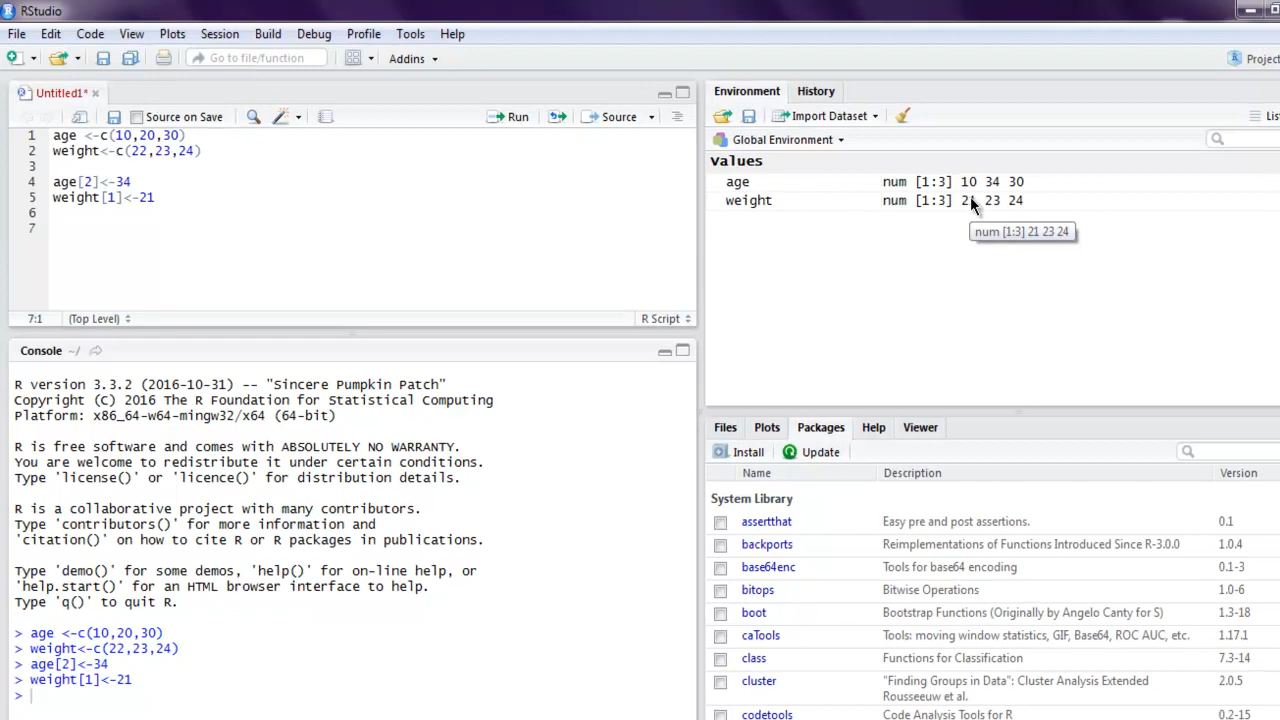 RStudio
File Edit Code View Plots Session Build Debug Profile Tools Help
Go to file/function Addins Project
Untitled1*
Source on Save Run Source
1 age <-c(10,20,30)
2 weight<-c(22,23,24)
3
4 age[2]<-34
5 weight[1]<-21
6
7
7:1 (Top Level) R Script
Console ~/
R version 3.3.2 (2016-10-31) -- "Sincere Pumpkin Patch"
Copyright (C) 2016 The R Foundation for Statistical Computing
Platform: x86_64-w64-mingw32/x64 (64-bit)
R is free software and comes with ABSOLUTELY NO WARRANTY.
You are welcome to redistribute it under certain conditions.
Type 'license()' or 'licence()' for distribution details.
R is a collaborative project with many contributors.
Type 'contributors()' for more information and
'citation()' on how to cite R or R packages in publications.
Type 'demo()' for some demos, 'help()' for on-line help, or
'help.start()' for an HTML browser interface to help.
Type 'q()' to quit R.
> age <-c(10,20,30)
> weight<-c(22,23,24)
> age[2]<-34
> weight[1]<-21
>
Environment History
Import Dataset Lis
Global Environment
Values
age num [1:3] 10 34 30
weight num [1:3] 21 23 24
num [1:3] 21 23 24
Files Plots Packages Help Viewer
Install Update
Name Description Version
System Library
assertthat Easy pre and post assertions. 0.1
backports Reimplementations of Functions Introduced Since R-3.0.0 1.0.4
base64enc Tools for base64 encoding 0.1-3
bitops Bitwise Operations 1.0-6
boot Bootstrap Functions (Originally by Angelo Canty for S) 1.3-18
caTools Tools: moving window statistics, GIF, Base64, ROC AUC, etc. 1.17.1
class Functions for Classification 7.3-14
cluster "Finding Groups in Data": Cluster Analysis Extended 2.0.5
Rousseeuw et al.
codetools Code Analysis Tools for R 0.2-15